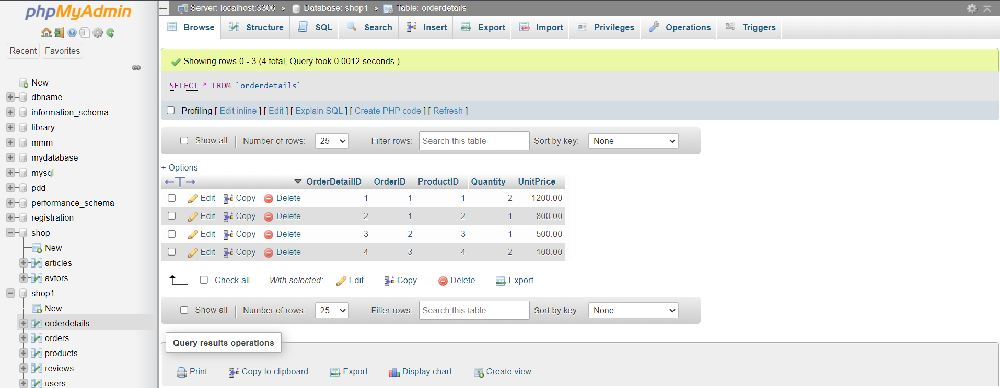 phpMyAdmin
Recent Favorites
New
dbname
information_schema
library
mmm
mydatabase
mysql
pdd
performance_schema
registration
shop
New
articles
avtors
shop1
New
orderdetails
orders
products
reviews
users
Server: localhost:3306 » Database: shop1 » Table: orderdetails
Browse Structure SQL Search Insert Export Import Privileges Operations Triggers
Showing rows 0 - 3 (4 total, Query took 0.0012 seconds.)
SELECT * FROM `orderdetails`
Profiling [ Edit inline ] [ Edit ] [ Explain SQL ] [ Create PHP code ] [ Refresh ]
Show all | Number of rows: 25 Filter rows: Search this table Sort by key: None
+ Options
←T→ OrderDetailID OrderID ProductID Quantity UnitPrice
Edit Copy Delete 1 1 1 2 1200.00
Edit Copy Delete 2 1 2 1 800.00
Edit Copy Delete 3 2 3 1 500.00
Edit Copy Delete 4 3 4 2 100.00
Check all With selected: Edit Copy Delete Export
Show all | Number of rows: 25 Filter rows: Search this table Sort by key: None
Query results operations
Print Copy to clipboard Export Display chart Create view